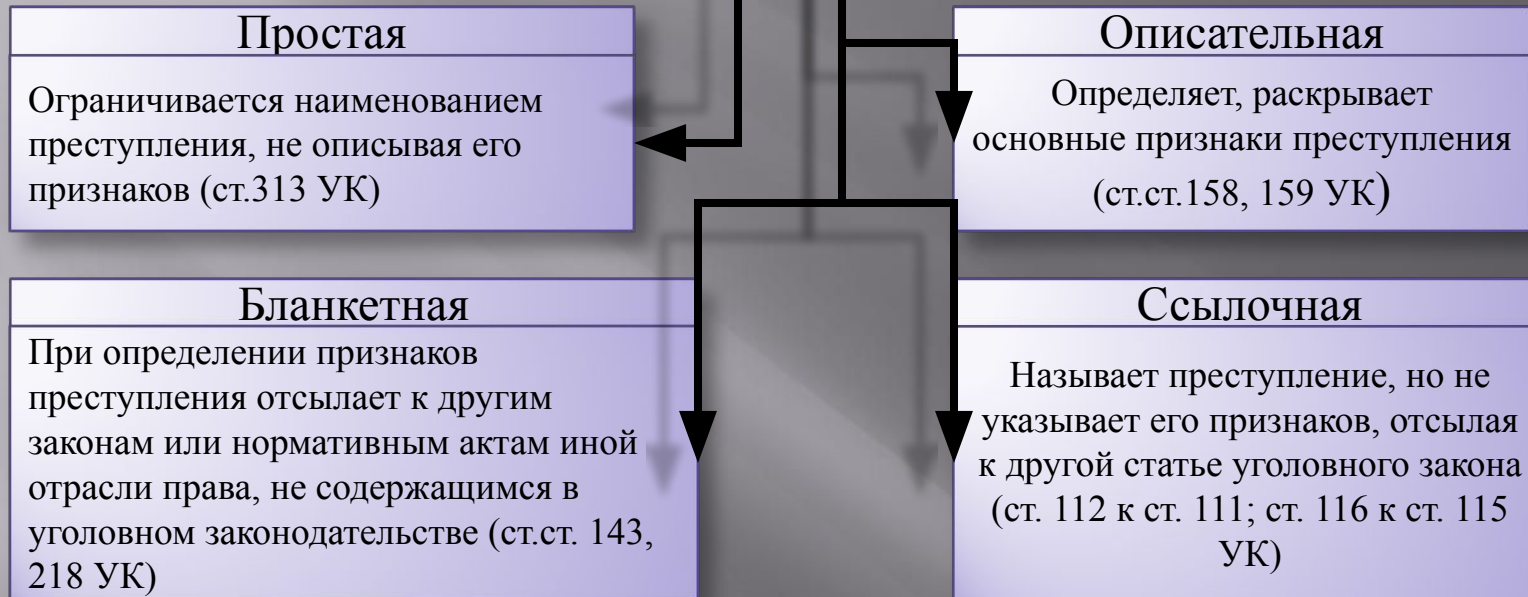 Простая
Ограничивается наименованием
преступления, не описывая его
признаков (ст.313 УК)
Описательная
Определяет, раскрывает
основные признаки преступления
(ст.ст.158, 159 УК)
Бланкетная
При определении признаков
преступления отсылает к другим
законам или нормативным актам иной
отрасли права, не содержащимся в
уголовном законодательстве (ст.ст. 143,
218 УК)
Ссылочная
Называет преступление, но не
указывает его признаков, отсылая
к другой статье уголовного закона
(ст. 112 к ст. 111; ст. 116 к ст. 115
УК)